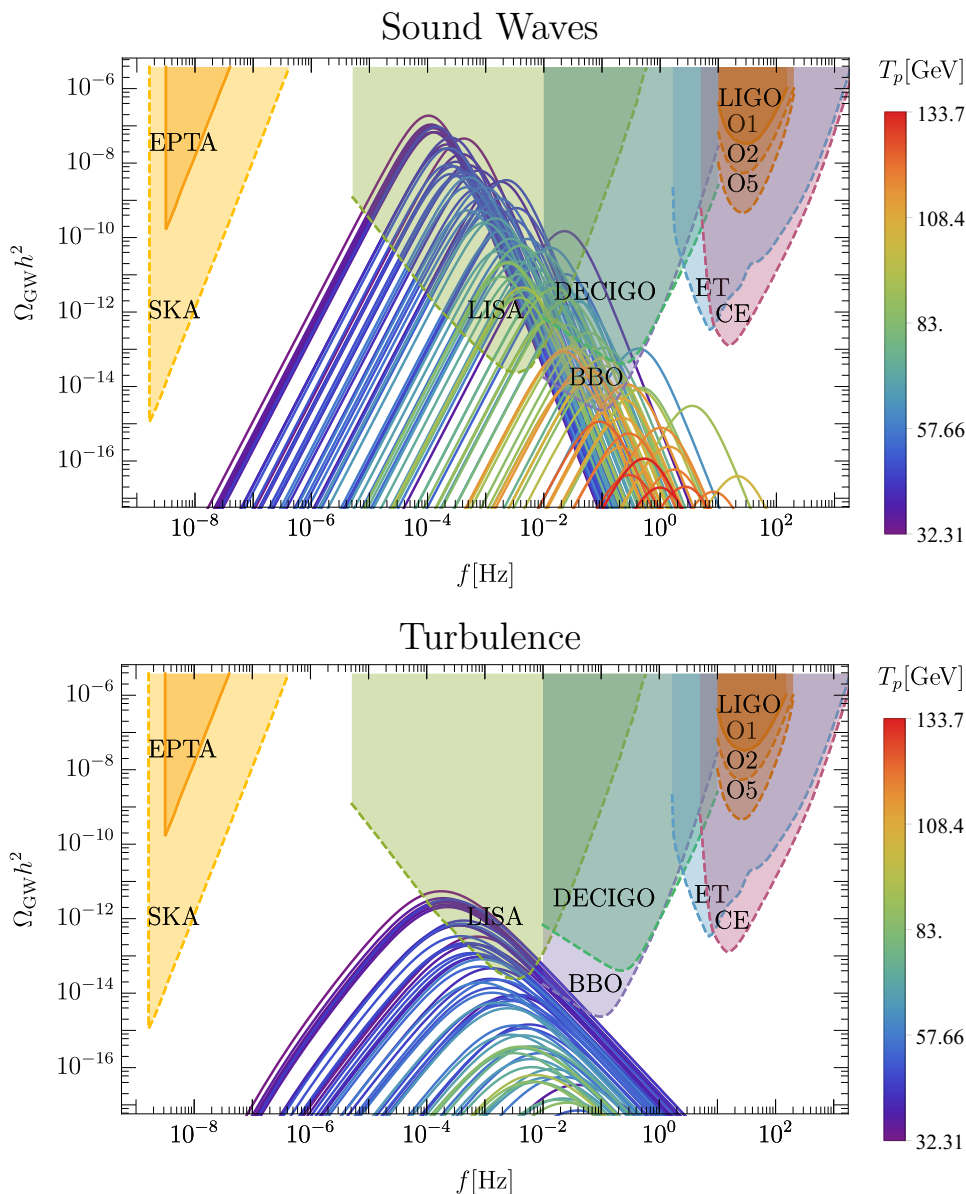 Sound Waves
T_p[GeV]
133.7
108.4
83.
57.66
32.31
Ω_GW h^2
10^−6
10^−8
10^−10
10^−12
10^−14
10^−16
EPTA
SKA
LISA
DECIGO
BBO
ET
CE
LIGO
O1
O2
O5
10^−8
10^−6
10^−4
10^−2
10^0
10^2
f[Hz]
Turbulence
T_p[GeV]
133.7
108.4
83.
57.66
32.31
Ω_GW h^2
10^−6
10^−8
10^−10
10^−12
10^−14
10^−16
EPTA
SKA
LISA
DECIGO
BBO
ET
CE
LIGO
O1
O2
O5
10^−8
10^−6
10^−4
10^−2
10^0
10^2
f[Hz]